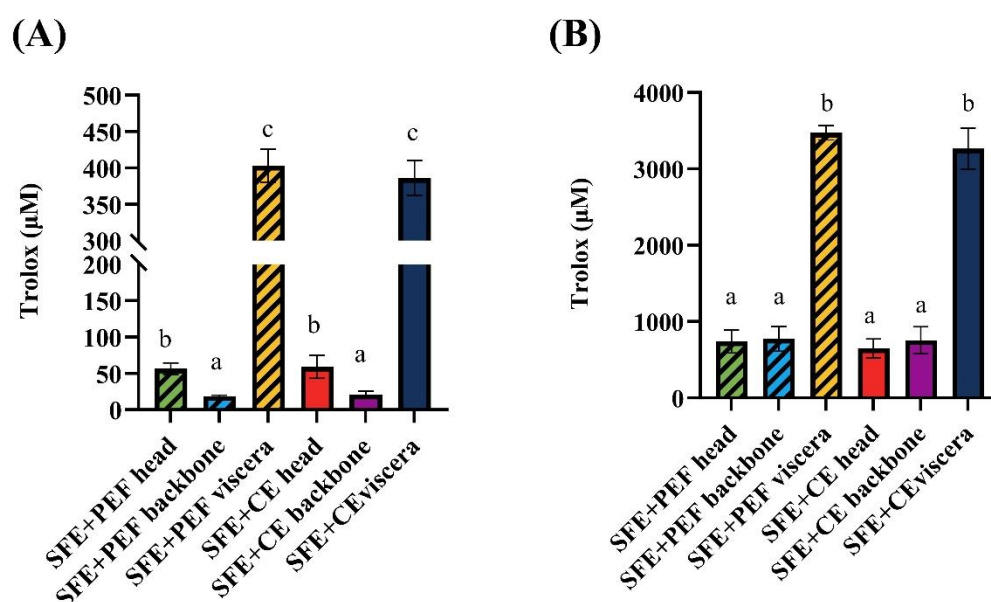 (A)
Trolox (µM)
500
450
400
350
300
200
150
100
50
0
b
a
c
b
a
c
SFE+PEF head
SFE+PEF backbone
SFE+PEF viscera
SFE+CE head
SFE+CE backbone
SFE+CEviscera
(B)
Trolox (µM)
4000
3000
2000
1000
0
a
a
b
a
a
b
SFE+PEF head
SFE+PEF backbone
SFE+PEF viscera
SFE+CE head
SFE+CE backbone
SFE+CEviscera